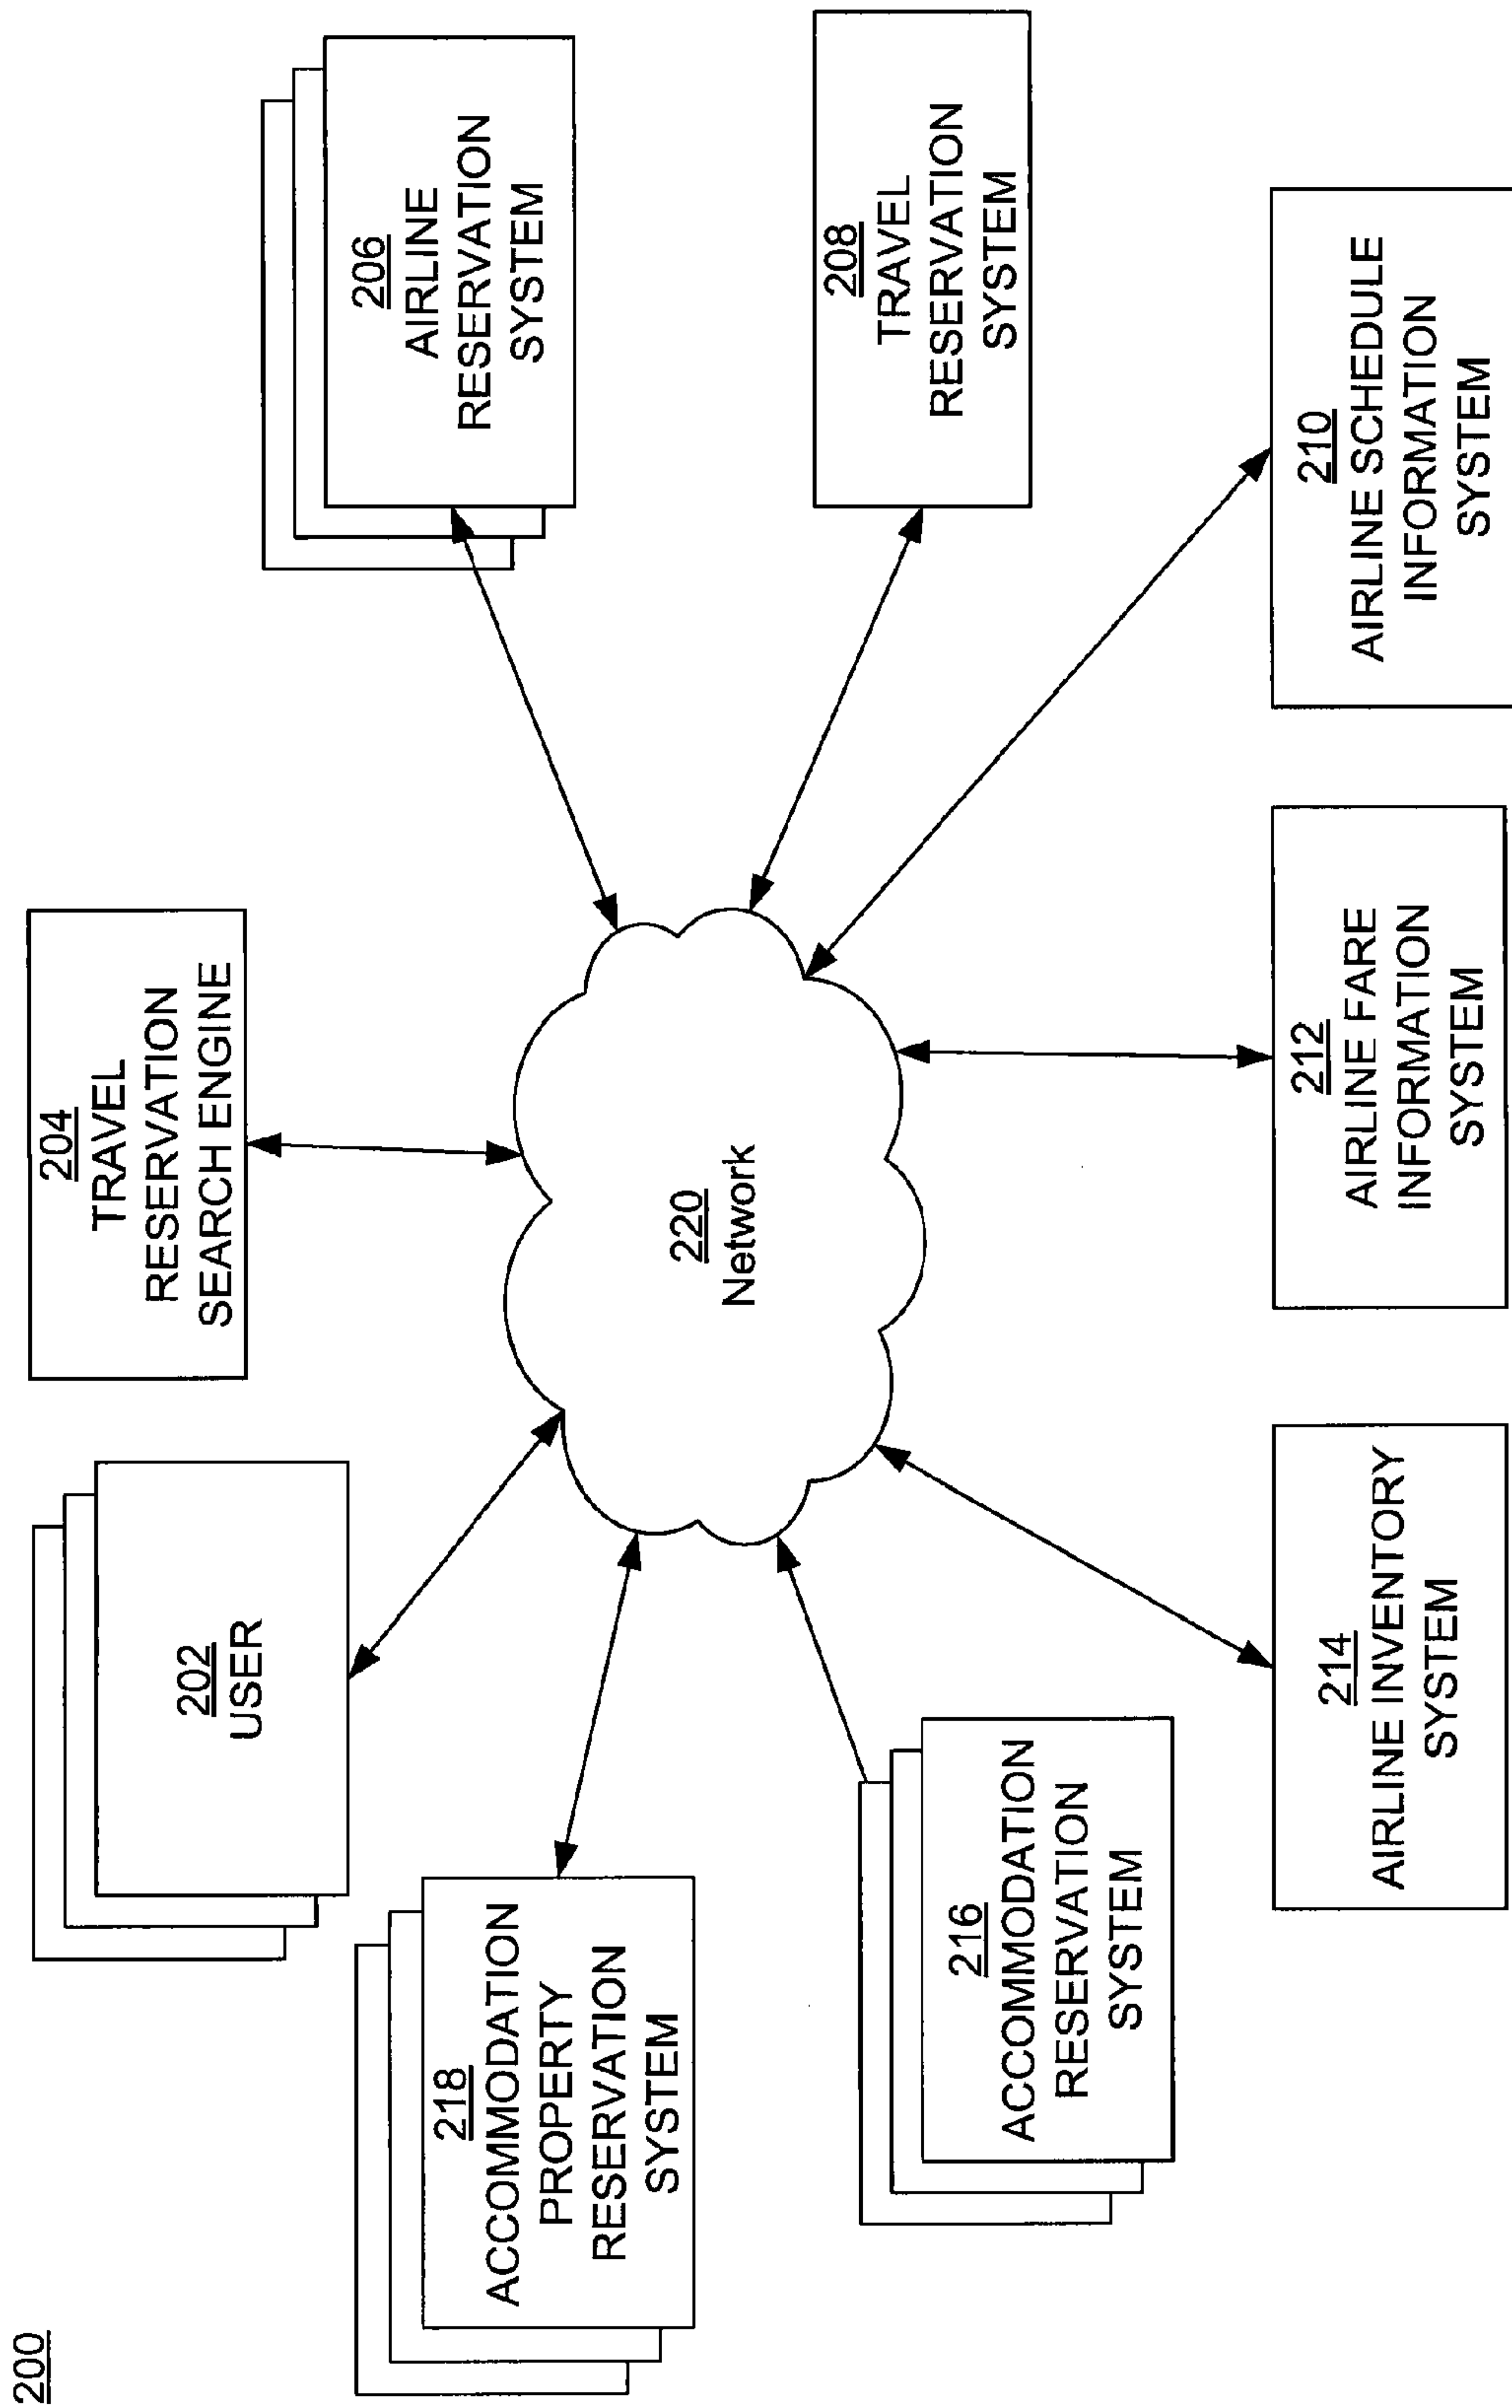 200
202
USER
204
TRAVEL
RESERVATION
SEARCH ENGINE
206
AIRLINE
RESERVATION
SYSTEM
218
ACCOMMODATION
PROPERTY
RESERVATION
SYSTEM
220
Network
208
TRAVEL
RESERVATION
SYSTEM
216
ACCOMMODATION
RESERVATION
SYSTEM
214
AIRLINE INVENTORY
SYSTEM
212
AIRLINE FARE
INFORMATION
SYSTEM
210
AIRLINE SCHEDULE
INFORMATION
SYSTEM